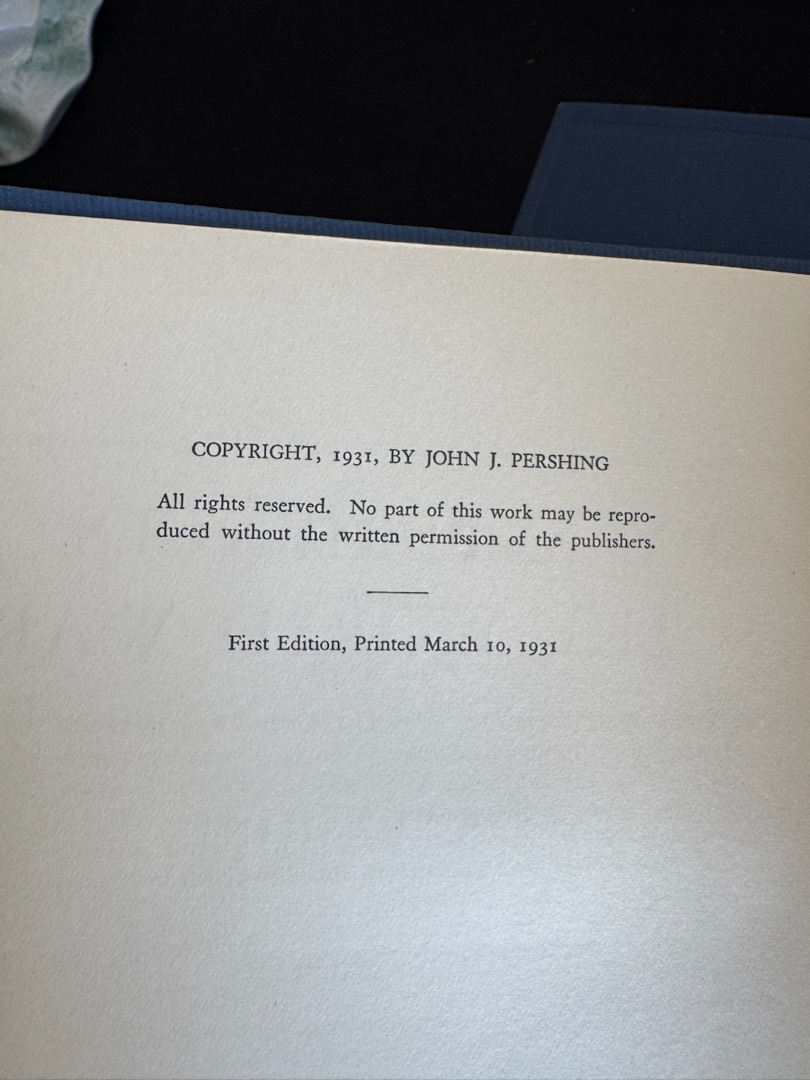 COPYRIGHT, 1931, BY JOHN J. PERSHING
All rights reserved. No part of this work may be repro-
duced without the written permission of the publishers.
First Edition, Printed March 10, 1931